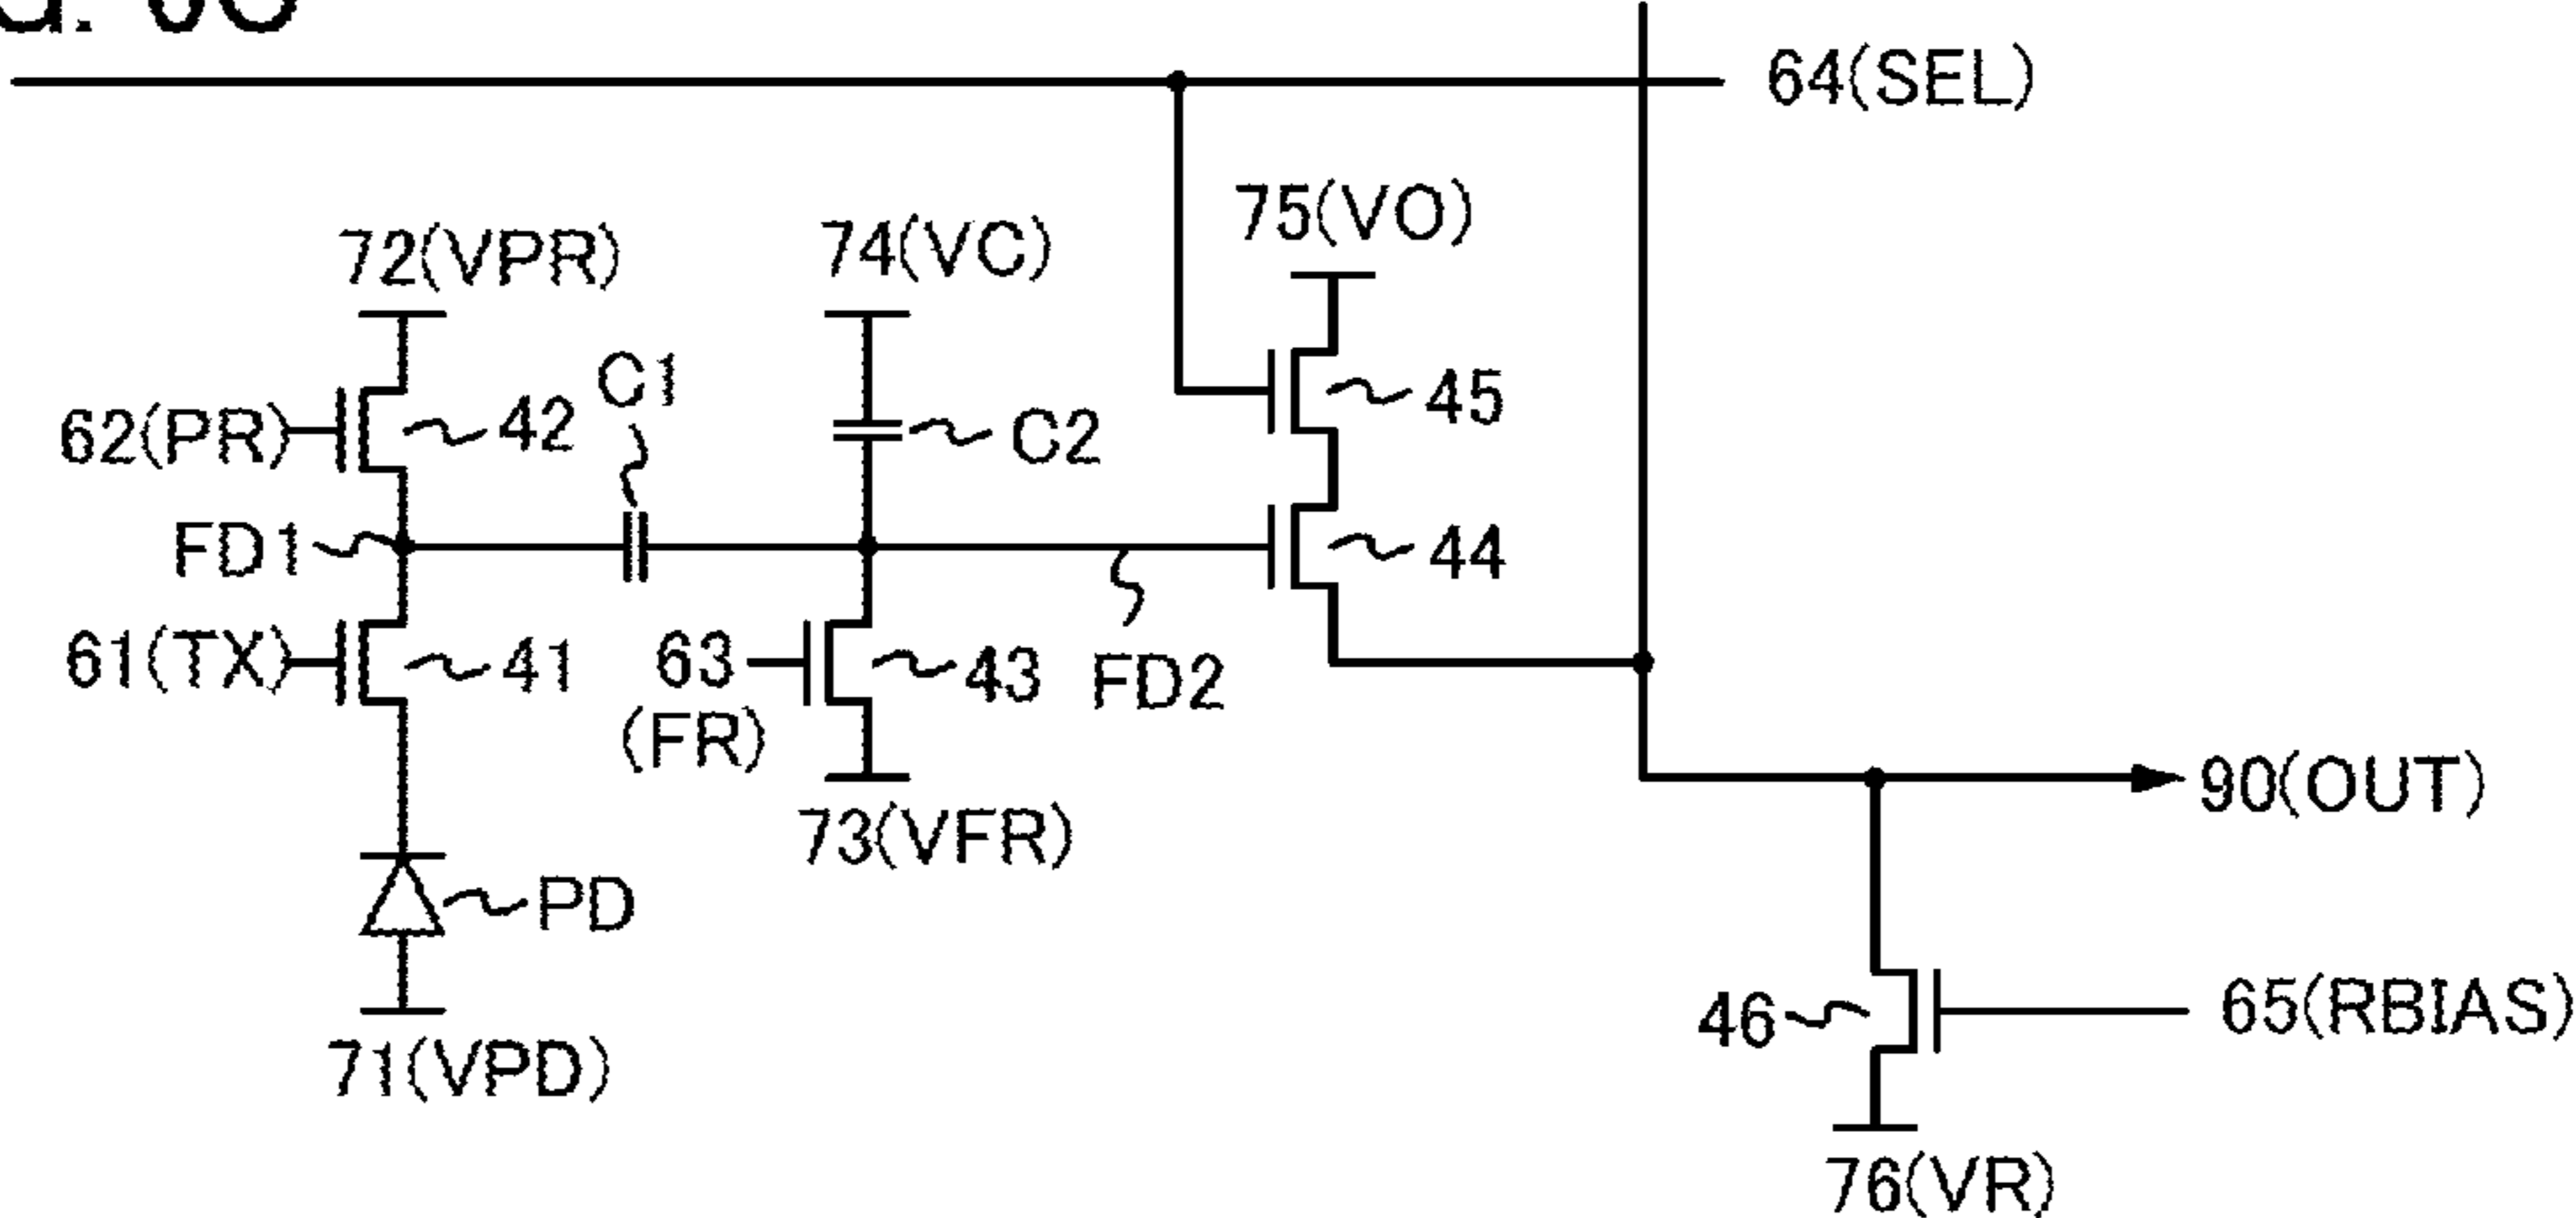 64(SEL)
75(VO)
72(VPR)
74(VC)
C1
45
62(PR)
42
C2
FD1
44
61(TX)
41
63
(FR)
43
FD2
90(OUT)
73(VFR)
PD
46
65(RBIAS)
71(VPD)
76(VR)